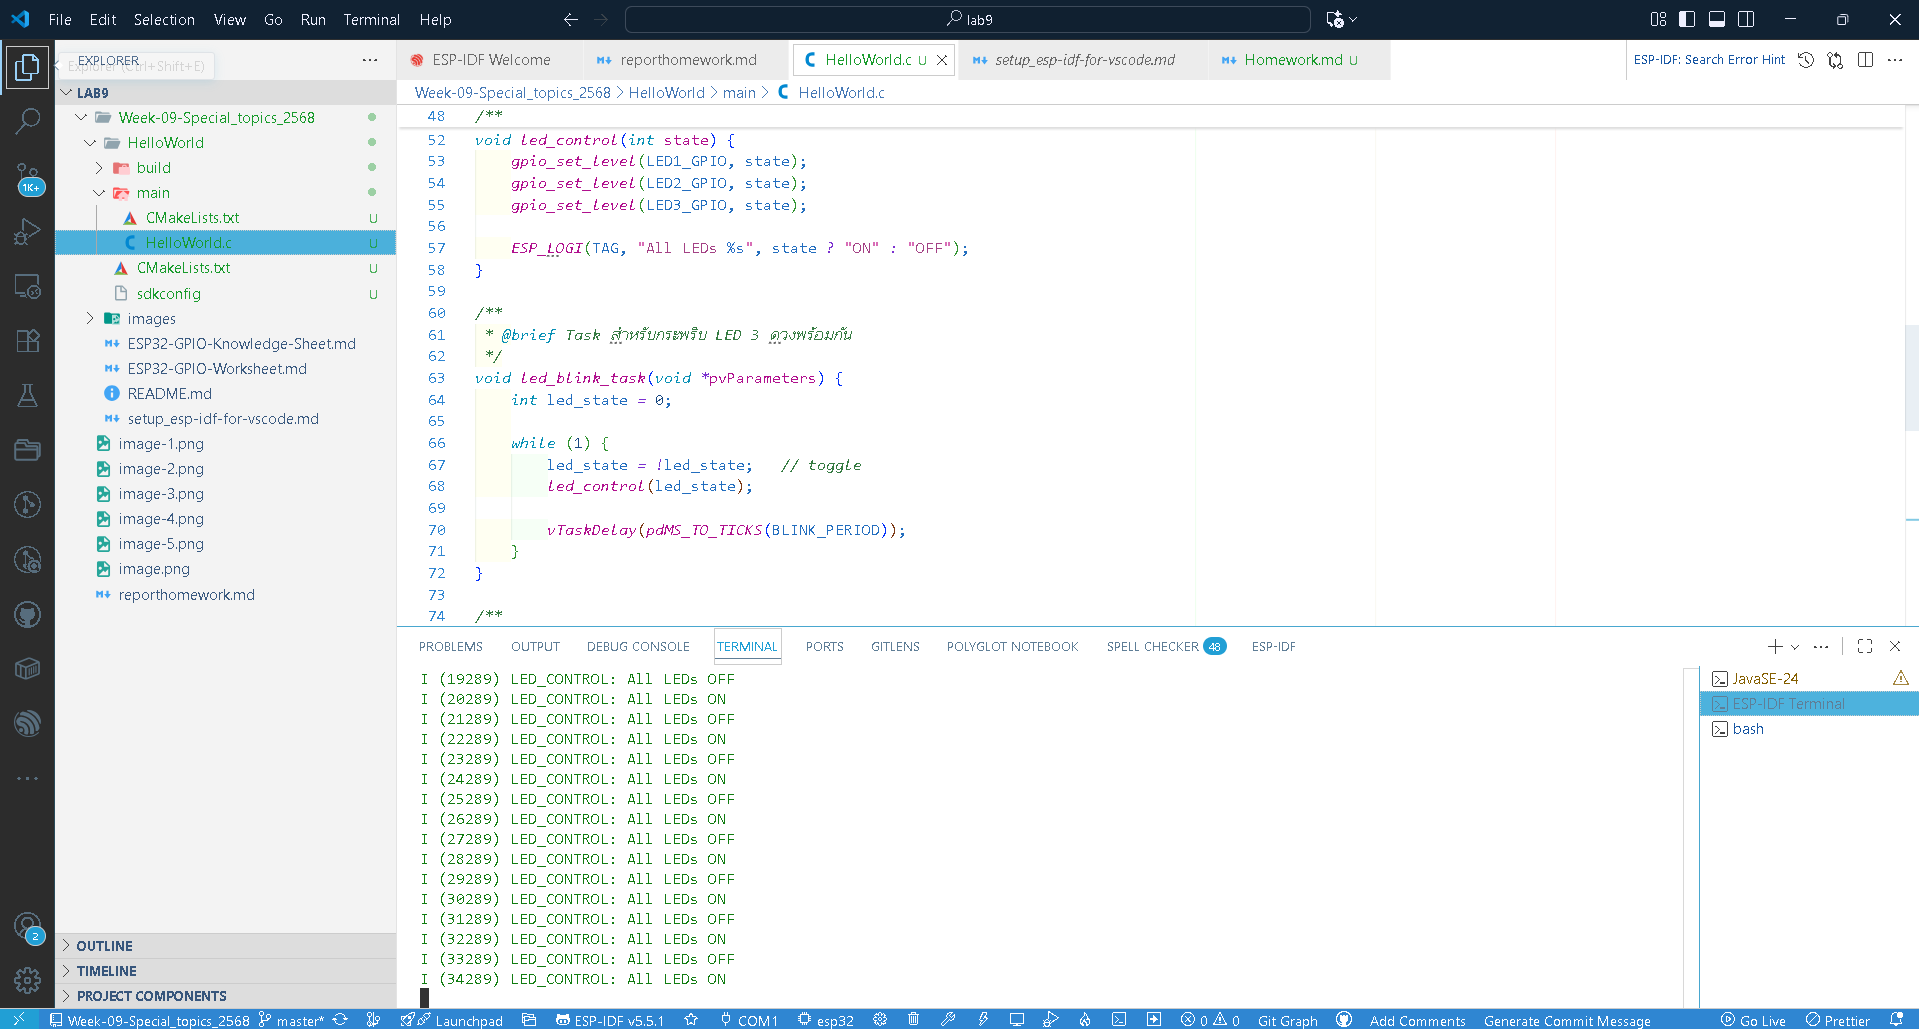 File Edit Selection View Go Run Terminal Help
lab9
EXPLORER
Explorer (Ctrl+Shift+E)
LAB9
Week-09-Special_topics_2568
HelloWorld
build
main
CMakeLists.txt U
HelloWorld.c U
CMakeLists.txt U
sdkconfig U
images
ESP32-GPIO-Knowledge-Sheet.md
ESP32-GPIO-Worksheet.md
README.md
setup_esp-idf-for-vscode.md
image-1.png
image-2.png
image-3.png
image-4.png
image-5.png
image.png
reporthomework.md
OUTLINE
TIMELINE
PROJECT COMPONENTS
1K+
2
ESP-IDF Welcome reporthomework.md HelloWorld.c U setup_esp-idf-for-vscode.md Homework.md U ESP-IDF: Search Error Hint
Week-09-Special_topics_2568 > HelloWorld > main > HelloWorld.c
48 /**
52 void led_control(int state) {
53 gpio_set_level(LED1_GPIO, state);
54 gpio_set_level(LED2_GPIO, state);
55 gpio_set_level(LED3_GPIO, state);
56
57 ESP_LOGI(TAG, "All LEDs %s", state ? "ON" : "OFF");
58 }
59
60 /**
61 * @brief Task สำหรับกระพริบ LED 3 ดวงพร้อมกัน
62 */
63 void led_blink_task(void *pvParameters) {
64 int led_state = 0;
65
66 while (1) {
67 led_state = !led_state; // toggle
68 led_control(led_state);
69
70 vTaskDelay(pdMS_TO_TICKS(BLINK_PERIOD));
71 }
72 }
73
74 /**
PROBLEMS OUTPUT DEBUG CONSOLE TERMINAL PORTS GITLENS POLYGLOT NOTEBOOK SPELL CHECKER 48 ESP-IDF
I (19289) LED_CONTROL: All LEDs OFF
I (20289) LED_CONTROL: All LEDs ON
I (21289) LED_CONTROL: All LEDs OFF
I (22289) LED_CONTROL: All LEDs ON
I (23289) LED_CONTROL: All LEDs OFF
I (24289) LED_CONTROL: All LEDs ON
I (25289) LED_CONTROL: All LEDs OFF
I (26289) LED_CONTROL: All LEDs ON
I (27289) LED_CONTROL: All LEDs OFF
I (28289) LED_CONTROL: All LEDs ON
I (29289) LED_CONTROL: All LEDs OFF
I (30289) LED_CONTROL: All LEDs ON
I (31289) LED_CONTROL: All LEDs OFF
I (32289) LED_CONTROL: All LEDs ON
I (33289) LED_CONTROL: All LEDs OFF
I (34289) LED_CONTROL: All LEDs ON
JavaSE-24
ESP-IDF Terminal
bash
Week-09-Special_topics_2568 master* Launchpad ESP-IDF v5.5.1 COM1 esp32 0 0 Git Graph Add Comments Generate Commit Message Go Live Prettier